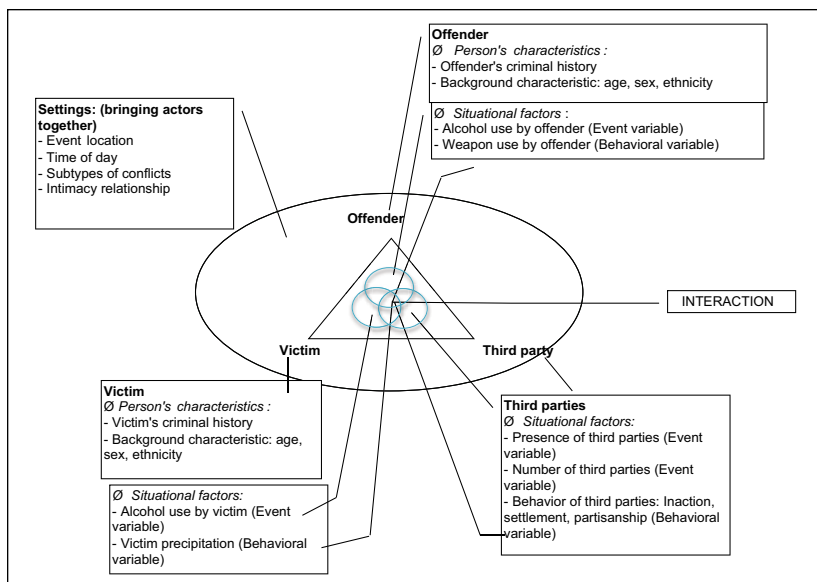 Offender
Ø Person's characteristics :
- Offender's criminal history
- Background characteristic: age, sex, ethnicity
Ø Situational factors :
- Alcohol use by offender (Event variable)
- Weapon use by offender (Behavioral variable)
Settings: (bringing actors
together)
- Event location
- Time of day
- Subtypes of conflicts
- Intimacy relationship
Offender
INTERACTION
Victim
Third party
Victim
Ø Person's characteristics :
- Victim's criminal history
- Background characteristic: age,
sex, ethnicity
Ø Situational factors:
- Alcohol use by victim (Event
variable)
- Victim precipitation (Behavioral
variable)
Third parties
Ø Situational factors:
- Presence of third parties (Event
variable)
- Number of third parties (Event
variable)
- Behavior of third parties: Inaction,
settlement, partisanship (Behavioral
variable)